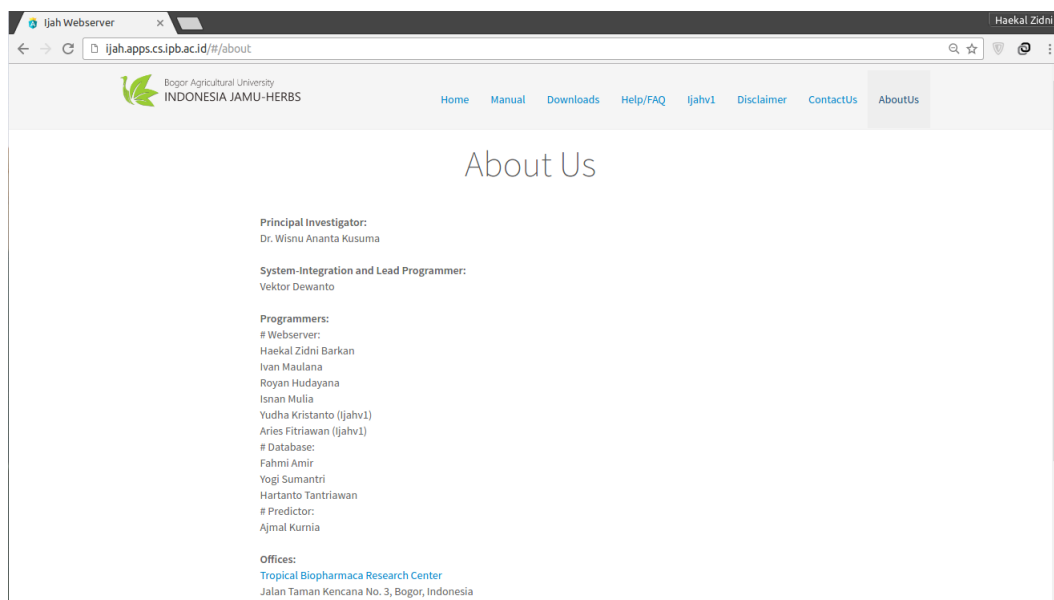 Ijah Webserver
Haekal Zidni
ijah.apps.cs.ipb.ac.id/#/about
Bogor Agricultural University
INDONESIA JAMU-HERBS
Home Manual Downloads Help/FAQ Ijahv1 Disclaimer ContactUs AboutUs
About Us
Principal Investigator:
Dr. Wisnu Ananta Kusuma
System-Integration and Lead Programmer:
Vektor Dewanto
Programmers:
# Webserver:
Haekal Zidni Barkan
Ivan Maulana
Royan Hudayana
Isnan Mulia
Yudha Kristanto (Ijahv1)
Aries Fitriawan (Ijahv1)
# Database:
Fahmi Amir
Yogi Sumantri
Hartanto Tantriawan
# Predictor:
Ajmal Kurnia
Offices:
Tropical Biopharmaca Research Center
Jalan Taman Kencana No. 3, Bogor, Indonesia